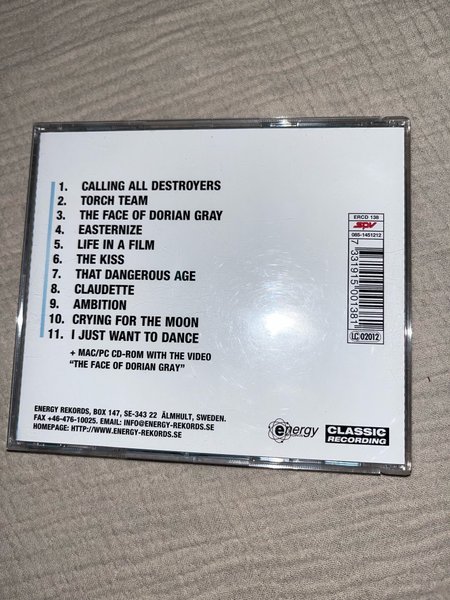 1. CALLING ALL DESTROYERS
2. TORCH TEAM
3. THE FACE OF DORIAN GRAY
4. EASTERNIZE
5. LIFE IN A FILM
6. THE KISS
7. THAT DANGEROUS AGE
8. CLAUDETTE
9. AMBITION
10. CRYING FOR THE MOON
11. I JUST WANT TO DANCE
+ MAC/PC CD-ROM WITH THE VIDEO
“THE FACE OF DORIAN GRAY”
ERCD 138
SPV
085-1451212
7 331915 001381
LC 02012
ENERGY REKORDS, BOX 147, SE-343 22 ÄLMHULT, SWEDEN.
FAX +46-476-10025. EMAIL: INFO@ENERGY-REKORDS.SE
HOMEPAGE: HTTP://WWW.ENERGY-REKORDS.SE
energy
CLASSIC
RECORDING